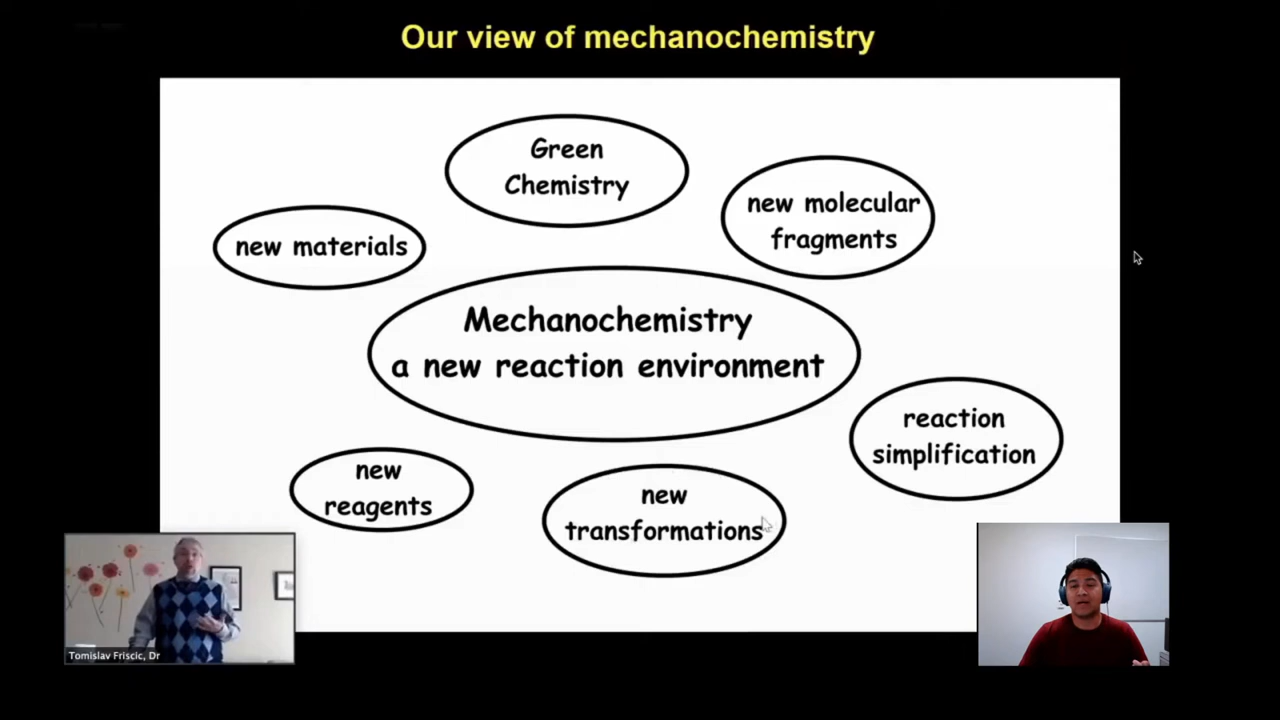 Our view of mechanochemistry
Green
Chemistry
new molecular
fragments
new materials
Mechanochemistry
a new reaction environment
reaction
simplification
new
reagents
new
transformations
Tomislav Friscic, Dr